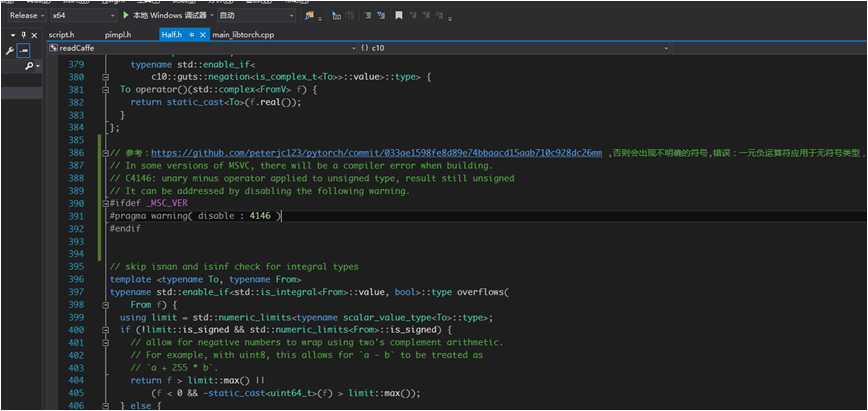 Release
x64
本地 Windows 调试器
自动
script.h
pimpl.h
Half.h
main_libtorch.cpp
readCaffe
{} c10
379 typename std::enable_if<
380 c10::guts::negation<is_complex_t<To>>::value>::type> {
381 To operator()(std::complex<FromV> f) {
382 return static_cast<To>(f.real());
383 }
384 };
385
386 // 参考：https://github.com/peterjc123/pytorch/commit/033ae1598fe8d89e74bbaacd15aab710c928dc26mm ,否则会出现不明确的符号,错误：一元负运算符应用于无符号类型，
387 // In some versions of MSVC, there will be a compiler error when building.
388 // C4146: unary minus operator applied to unsigned type, result still unsigned
389 // It can be addressed by disabling the following warning.
390 #ifdef _MSC_VER
391 #pragma warning( disable : 4146 )
392 #endif
393
394
395 // skip isnan and isinf check for integral types
396 template <typename To, typename From>
397 typename std::enable_if<std::is_integral<From>::value, bool>::type overflows(
398 From f) {
399 using limit = std::numeric_limits<typename scalar_value_type<To>::type>;
400 if (!limit::is_signed && std::numeric_limits<From>::is_signed) {
401 // allow for negative numbers to wrap using two's complement arithmetic.
402 // For example, with uint8, this allows for `a - b` to be treated as
403 // `a + 255 * b`.
404 return f > limit::max() ||
405 (f < 0 && -static_cast<uint64_t>(f) > limit::max());
406 } else {